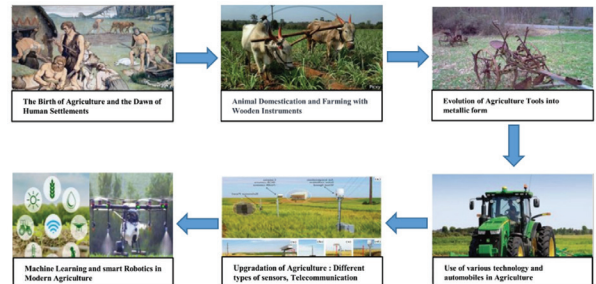 The Birth of Agriculture and the Dawn of
Human Settlements
Animal Domestication and Farming with
Wooden Instruments
Evolution of Agriculture Tools into
metallic form
Machine Learning and smart Robotics in
Modern Agriculture
Upgradation of Agriculture : Different
types of sensors, Telecommunication
Use of various technology and
automobiles in Agriculture